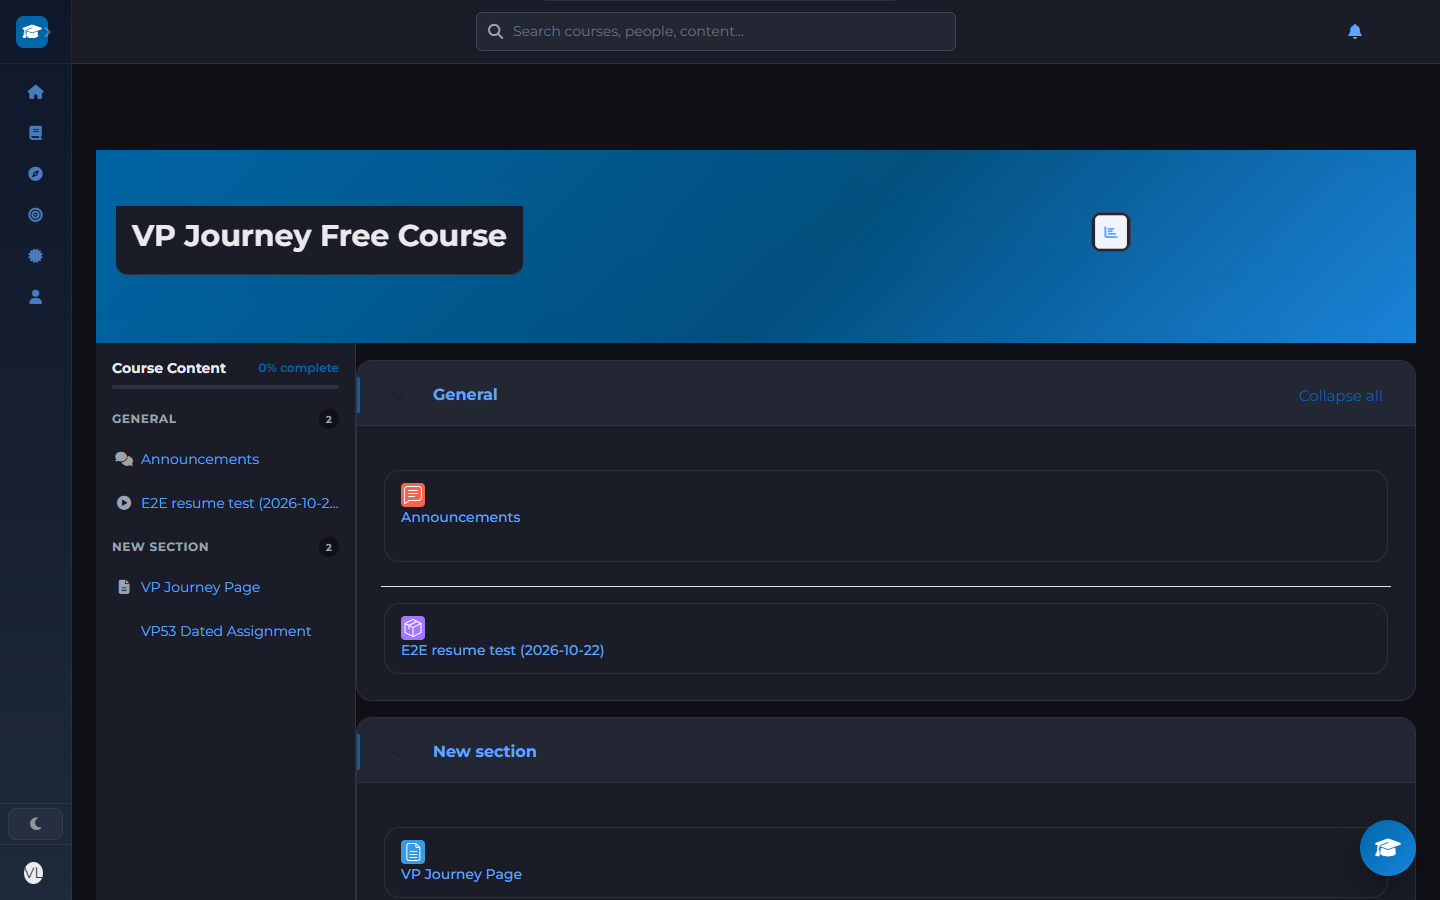 Search courses, people, content...
VP Journey Free Course
Course Content
0% complete
GENERAL
2
Announcements
E2E resume test (2026-10-2...
NEW SECTION
2
VP Journey Page
VP53 Dated Assignment
General
Collapse all
Announcements
E2E resume test (2026-10-22)
New section
VP Journey Page
VL